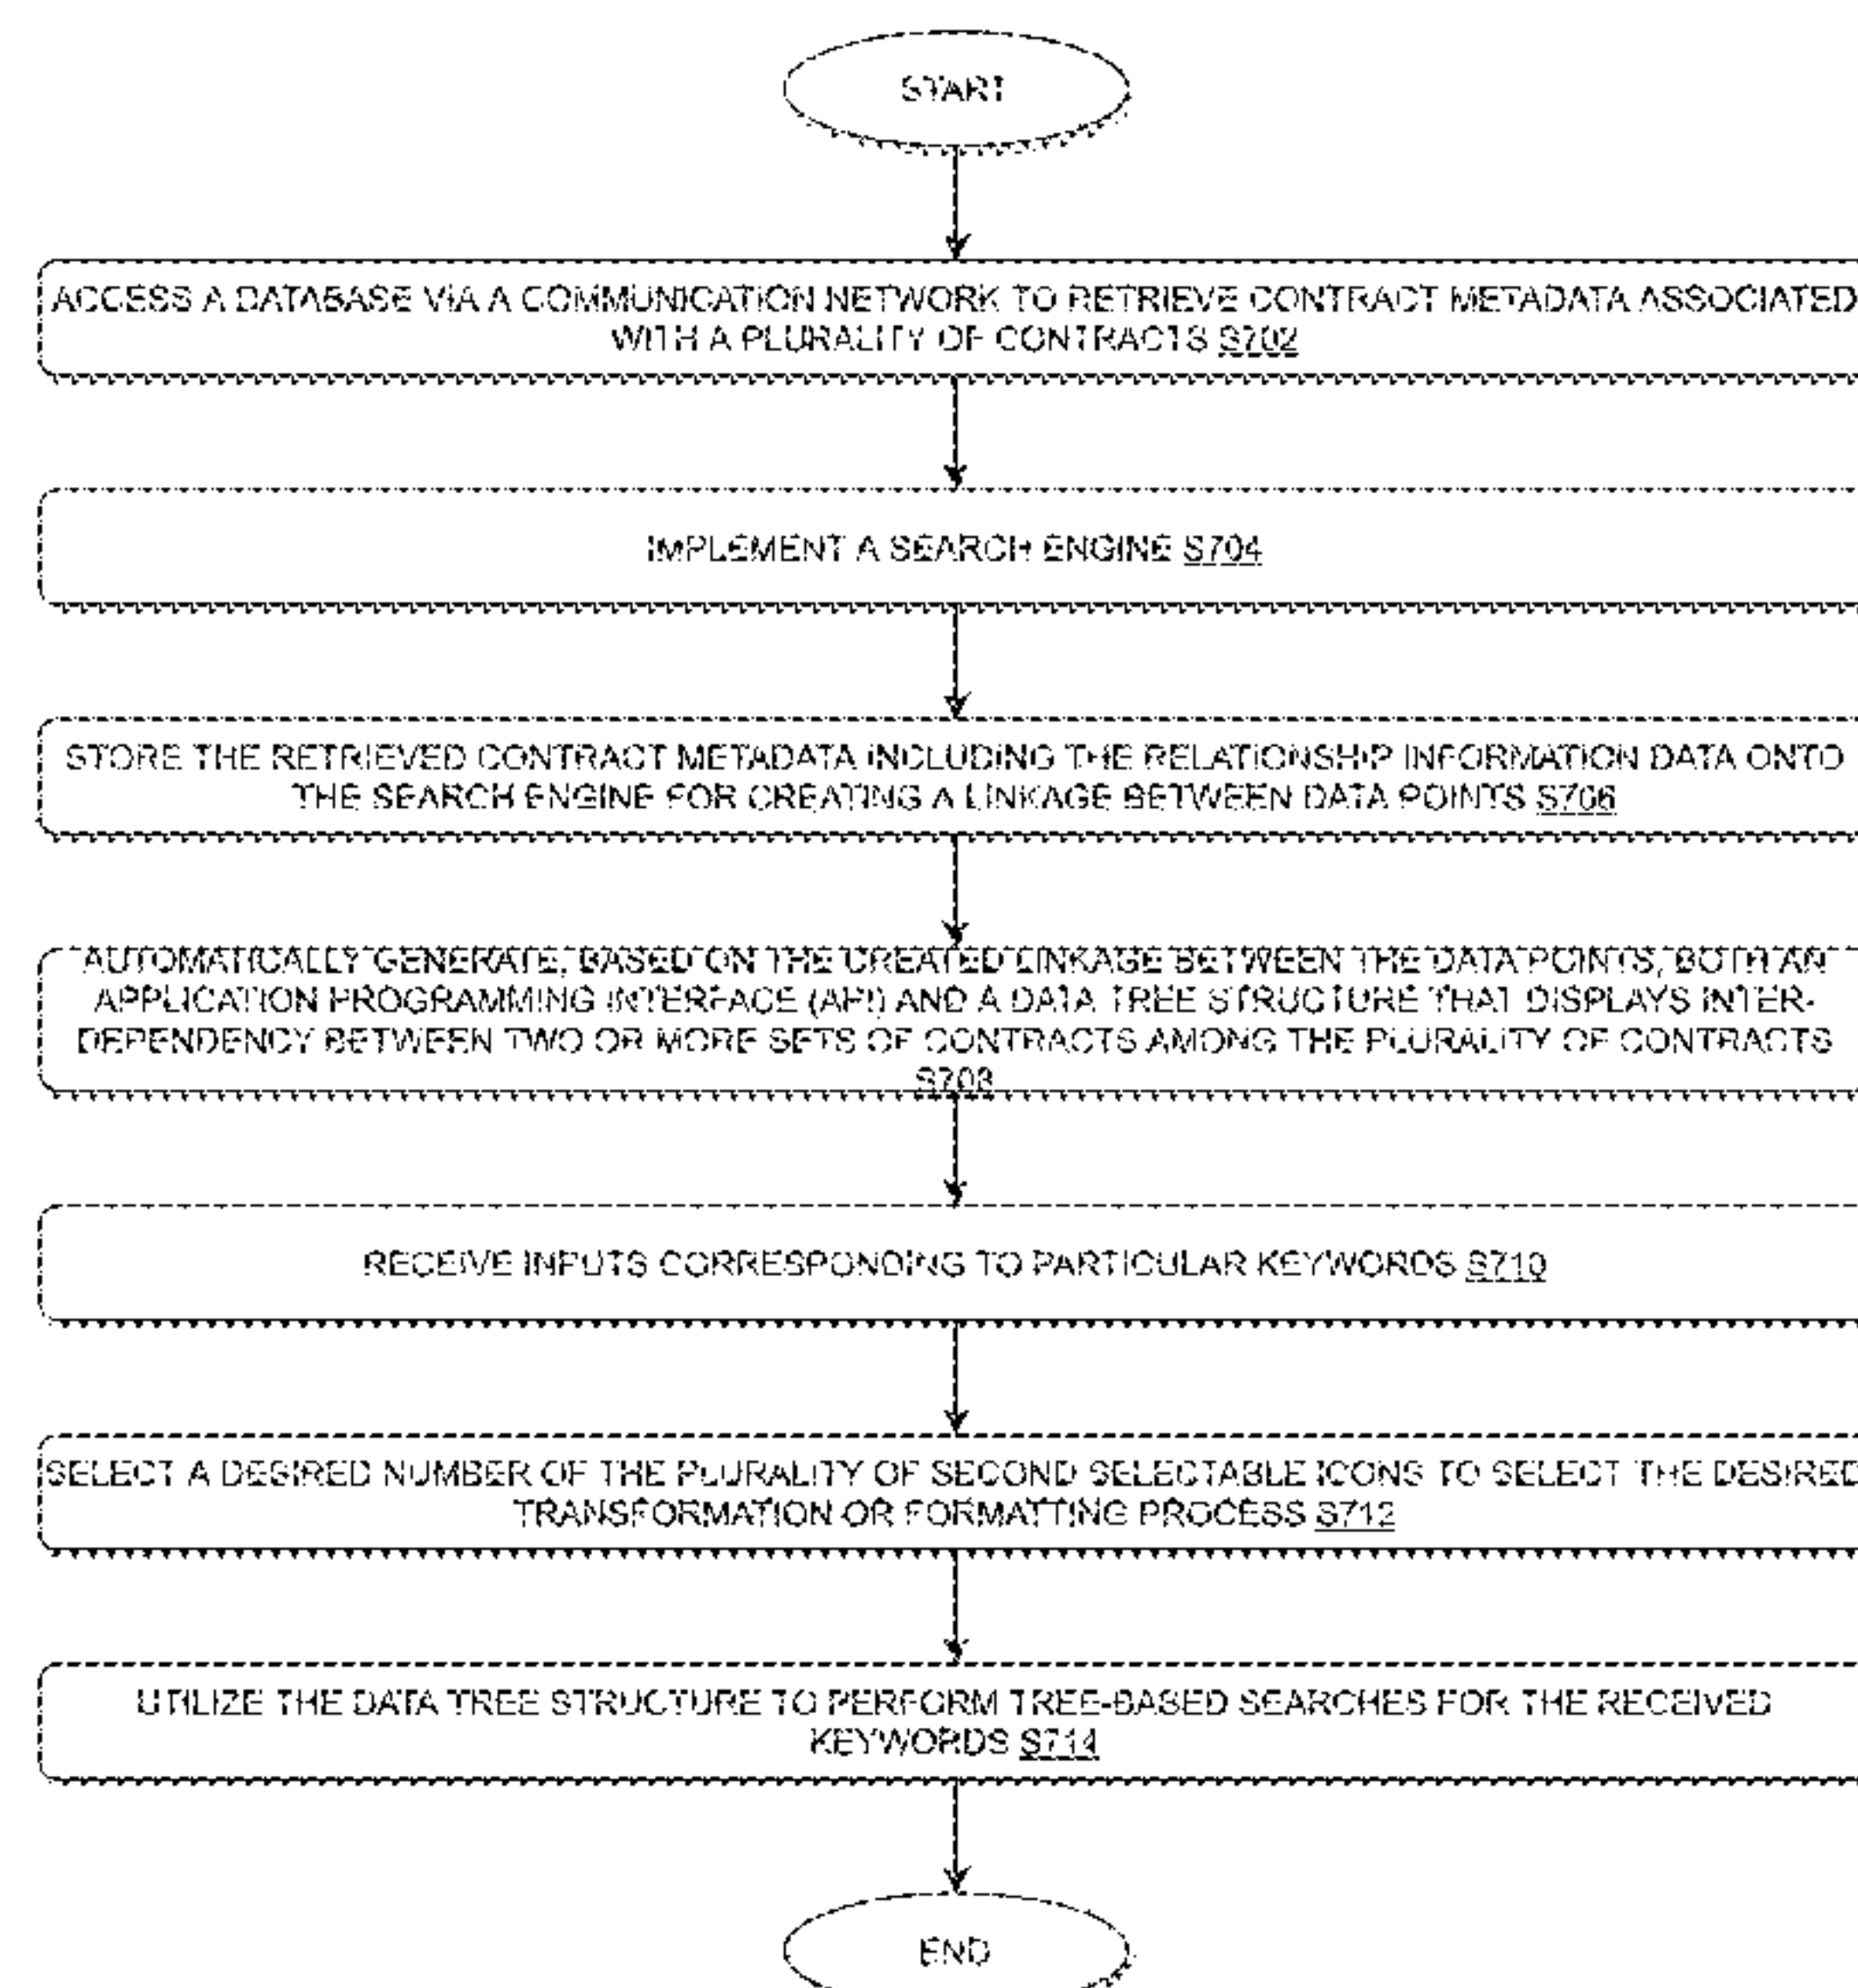 START
ACCESS A DATABASE VIA A COMMUNICATION NETWORK TO RETRIEVE CONTRACT METADATA ASSOCIATED
WITH A PLURALITY OF CONTRACTS S702
IMPLEMENT A SEARCH ENGINE S704
STORE THE RETRIEVED CONTRACT METADATA INCLUDING THE RELATIONSHIP INFORMATION DATA ONTO
THE SEARCH ENGINE FOR CREATING A LINKAGE BETWEEN DATA POINTS S706
AUTOMATICALLY GENERATE, BASED ON THE CREATED LINKAGE BETWEEN THE DATA POINTS, BOTH AN
APPLICATION PROGRAMMING INTERFACE (API) AND A DATA TREE STRUCTURE THAT DISPLAYS INTER-
DEPENDENCY BETWEEN TWO OR MORE SETS OF CONTRACTS AMONG THE PLURALITY OF CONTRACTS
S708
RECEIVE INPUTS CORRESPONDING TO PARTICULAR KEYWORDS S710
SELECT A DESIRED NUMBER OF THE PLURALITY OF SECOND SELECTABLE ICONS TO SELECT THE DESIRED
TRANSFORMATION OR FORMATTING PROCESS S712
UTILIZE THE DATA TREE STRUCTURE TO PERFORM TREE-BASED SEARCHES FOR THE RECEIVED
KEYWORDS S714
END